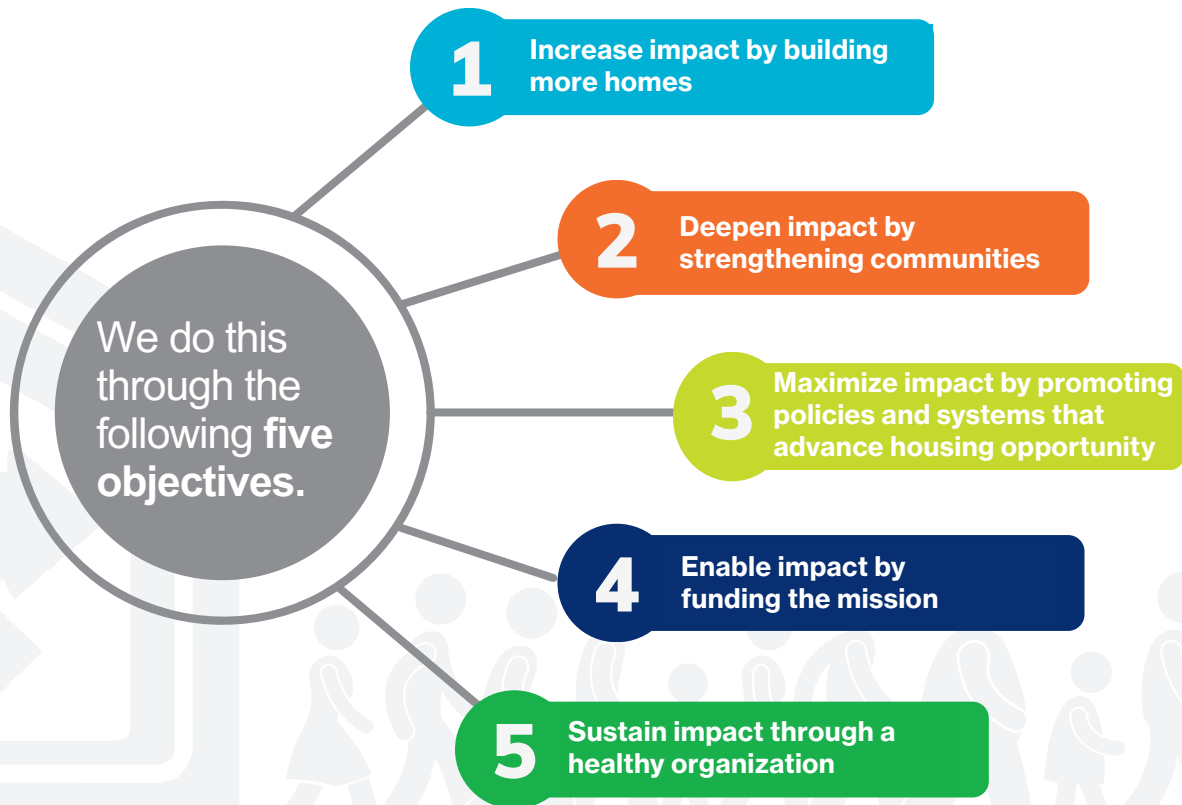 We do this
through the
following five
objectives.
1
Increase impact by building
more homes
2
Deepen impact by
strengthening communities
3
Maximize impact by promoting
policies and systems that
advance housing opportunity
4
Enable impact by
funding the mission
5
Sustain impact through a
healthy organization